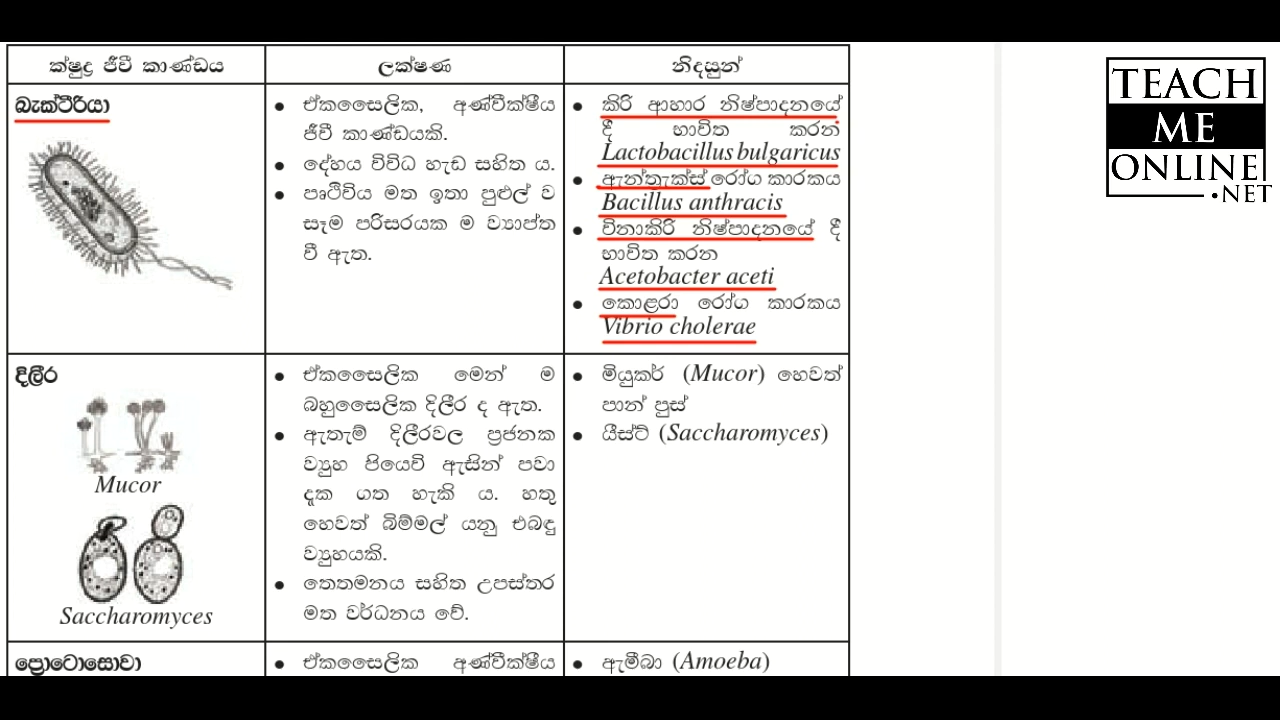 ක්ෂුද්‍ර ජීවී කාණ්ඩය
ලක්ෂණ
නිදසුන්
බැක්ටීරියා
ඒකසෛලික, අණ්වීක්ෂීය
ජීවී කාණ්ඩයකි.
දේහය විවිධ හැඩ සහිත ය.
පෘථිවිය මත ඉතා පුළුල් ව
සෑම පරිසරයක ම ව්‍යාප්ත
වී ඇත.
කිරි ආහාර නිෂ්පාදනයේ
දී භාවිත කරන
Lactobacillus bulgaricus
ඇන්ත්‍රැක්ස් රෝග කාරකය
Bacillus anthracis
විනාකිරි නිෂ්පාදනයේ දී
භාවිත කරන
Acetobacter aceti
කොළරා රෝග කාරකය
Vibrio cholerae
දිලීර
Mucor
Saccharomyces
ඒකසෛලික මෙන් ම
බහුසෛලික දිලීර ද ඇත.
ඇතැම් දිලීරවල ප්‍රජනක
ව්‍යුහ පියෙවි ඇසින් පවා
දැක ගත හැකි ය. හතු
හෙවත් බිම්මල් යනු එබඳු
ව්‍යුහයකි.
තෙතමනය සහිත උපස්තර
මත වර්ධනය වේ.
මියුකර් (Mucor) හෙවත්
පාන් පුස්
යීස්ට් (Saccharomyces)
ප්‍රොටොසොවා
ඒකසෛලික අණ්වීක්ෂීය
ඇමීබා (Amoeba)
TEACH
ME
ONLINE
.NET